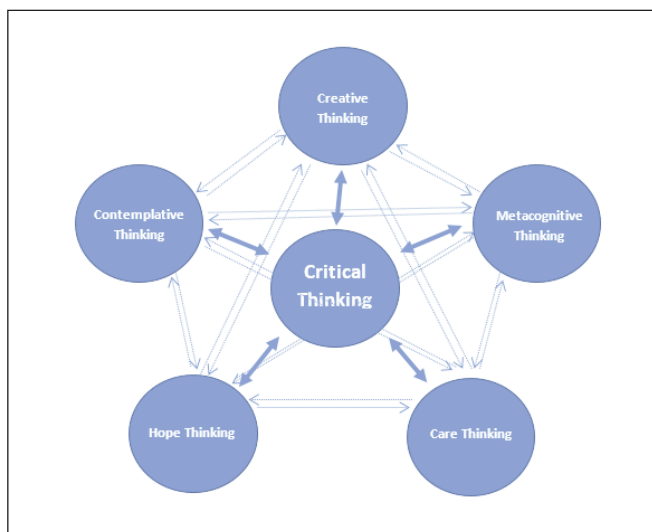 Creative
Thinking
Contemplative
Thinking
Metacognitive
Thinking
Critical
Thinking
Hope Thinking
Care Thinking